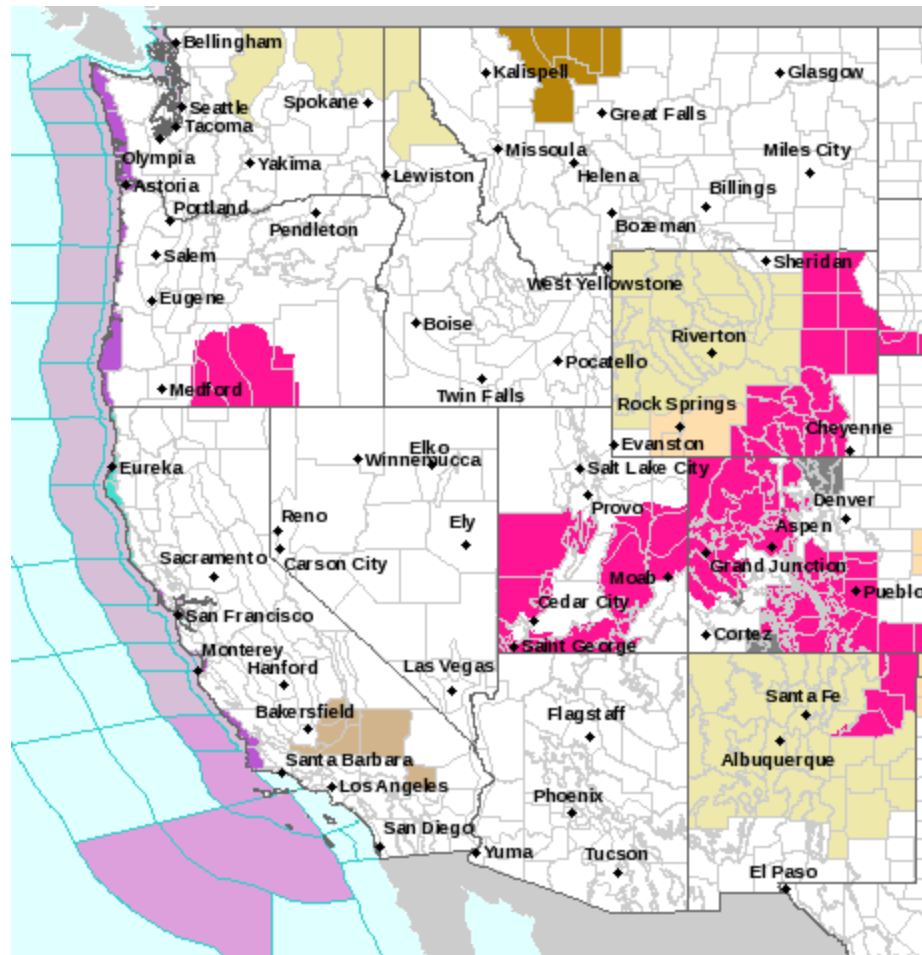 Bellingham
Kalispell
Glasgow
Spokane
Seattle
Great Falls
Tacoma
Olympia
Yakima
Missoula
Miles City
Astoria
Lewiston
Helena
Billings
Portland
Pendleton
Bozeman
Salem
Sheridan
West Yellowstone
Eugene
Boise
Riverton
Pocatello
Medford
Twin Falls
Rock Springs
Cheyenne
Evanston
Elko
Winnemucca
Eureka
Salt Lake City
Provo
Denver
Reno
Ely
Aspen
Sacramento
Carson City
Grand Junction
Moab
Pueblo
Cedar City
San Francisco
Cortez
Saint George
Monterey
Hanford
Las Vegas
Santa Fe
Bakersfield
Flagstaff
Santa Barbara
Albuquerque
Los Angeles
Phoenix
San Diego
Yuma
Tucson
El Paso